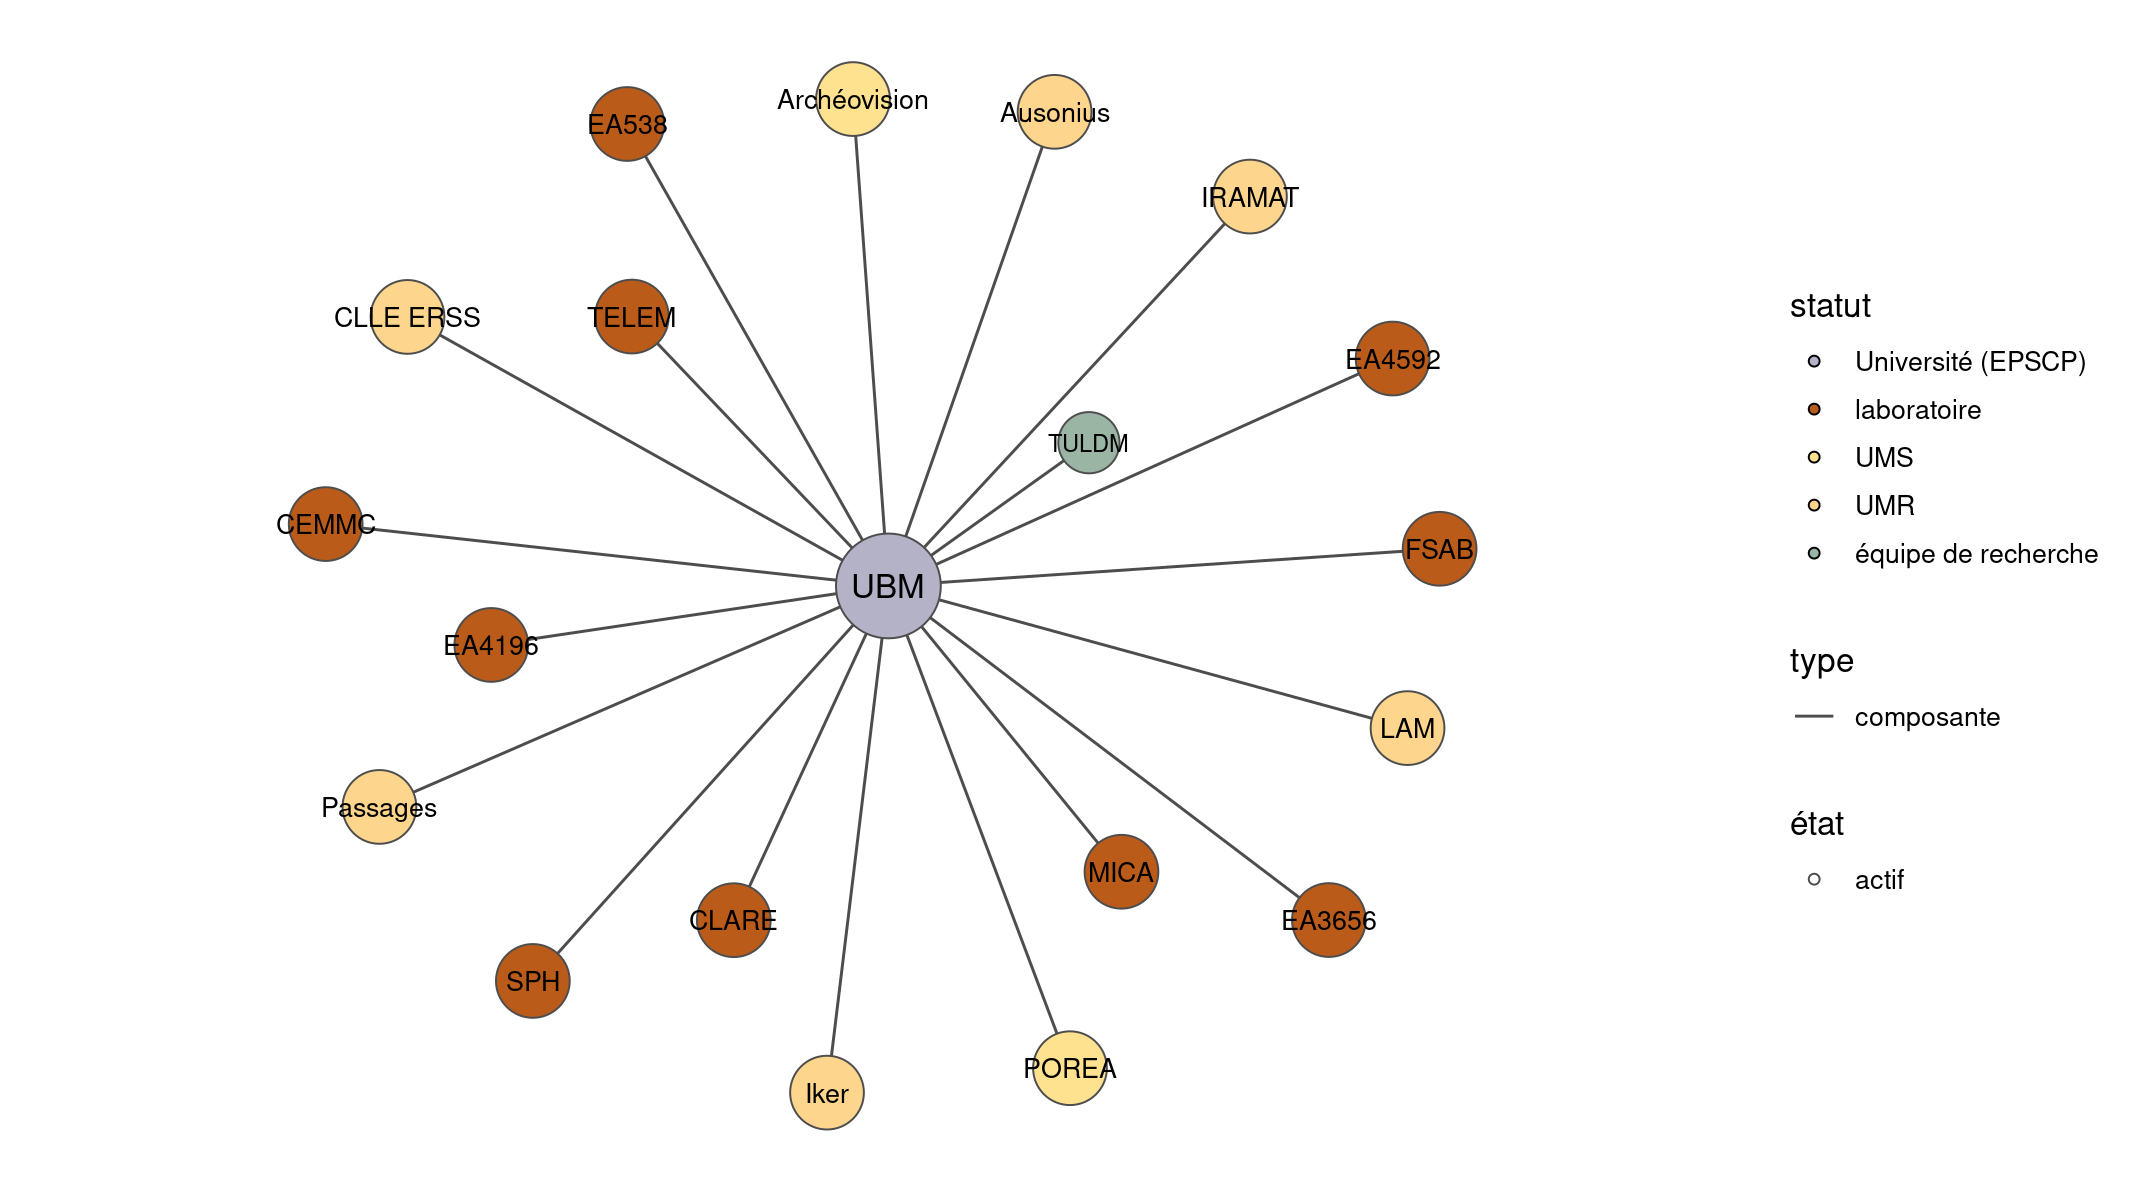 Archéovision
Ausonius
EA538
IRAMAT
CLLE ERSS
TELEM
EA4592
TULDM
CEMMC
FSAB
UBM
EA4196
LAM
Passages
MICA
CLARE
EA3656
SPH
POREA
Iker
statut
Université (EPSCP)
laboratoire
UMS
UMR
équipe de recherche
type
composante
état
actif